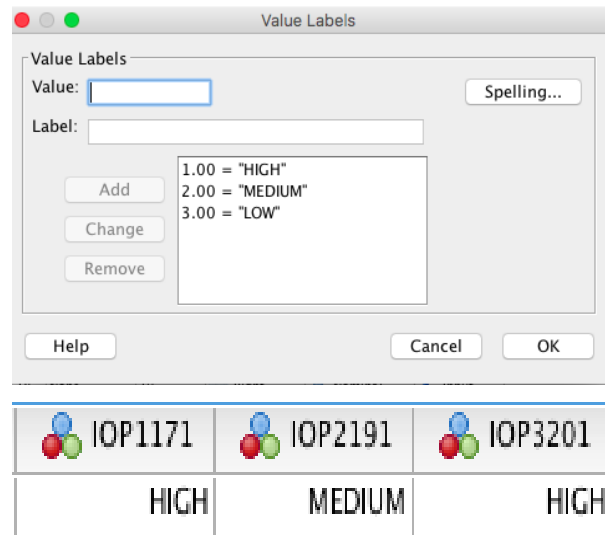 Value Labels
Value Labels
Value:
Spelling...
Label:
1.00 = "HIGH"
2.00 = "MEDIUM"
3.00 = "LOW"
Add
Change
Remove
Help
Cancel
OK
IOP1171 IOP2191 IOP3201
HIGH MEDIUM HIGH